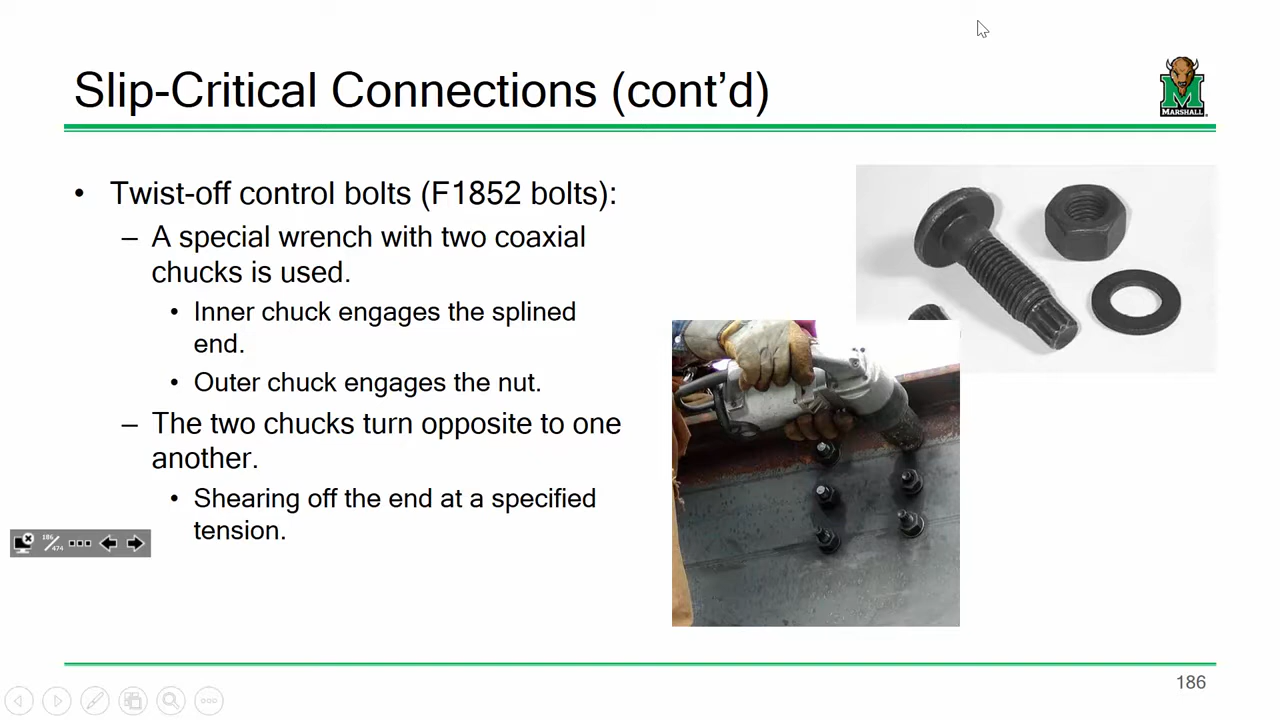 Slip-Critical Connections (cont’d)
MARSHALL
• Twist-off control bolts (F1852 bolts):
– A special wrench with two coaxial
chucks is used.
• Inner chuck engages the splined
end.
• Outer chuck engages the nut.
– The two chucks turn opposite to one
another.
• Shearing off the end at a specified
tension.
186/474
186